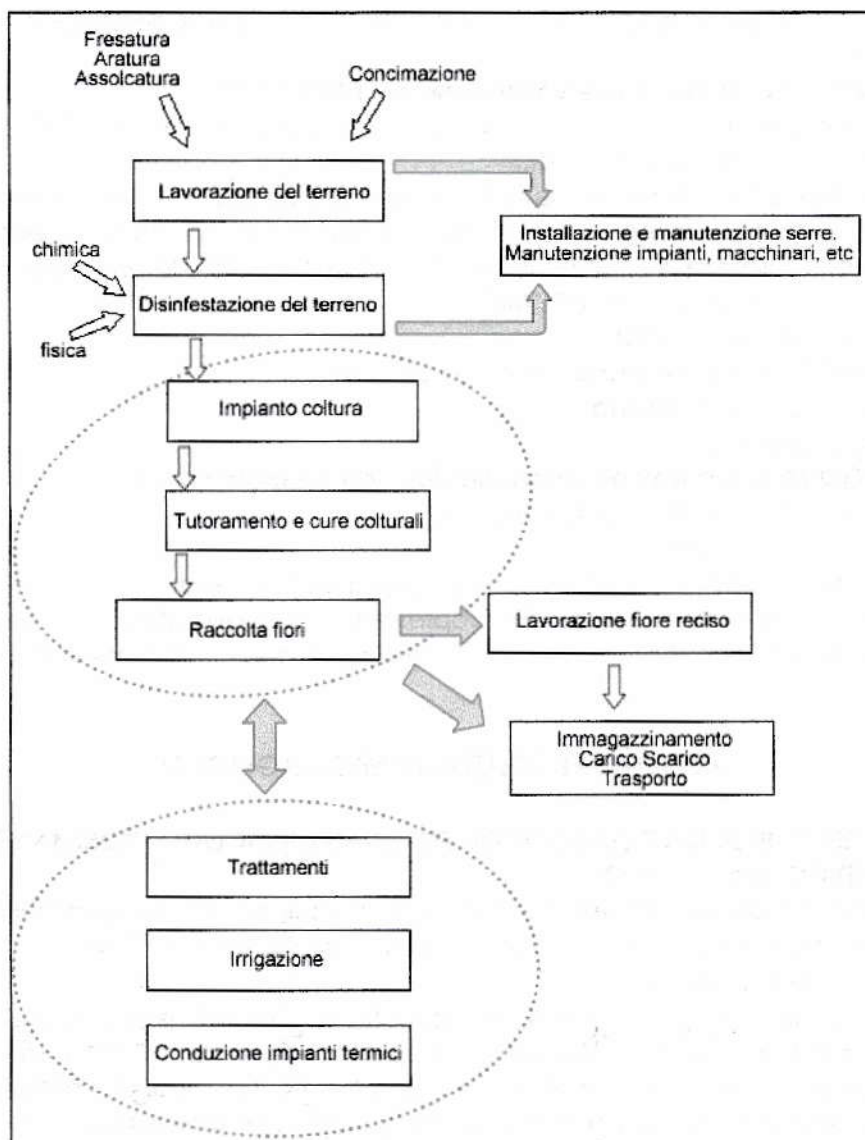 Fresatura
Aratura
Assolcatura
Concimazione
Lavorazione del terreno
Installazione e manutenzione serre.
Manutenzione impianti, macchinari, etc
chimica
Disinfestazione del terreno
fisica
Impianto coltura
Tutoramento e cure colturali
Raccolta fiori
Lavorazione fiore reciso
Immagazzinamento
Carico Scarico
Trasporto
Trattamenti
Irrigazione
Conduzione impianti termici